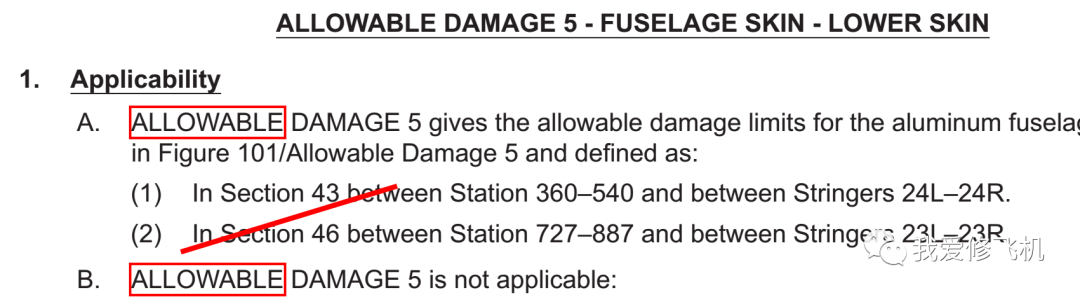 ALLOWABLE DAMAGE 5 - FUSELAGE SKIN - LOWER SKIN
1. Applicability
A. ALLOWABLE DAMAGE 5 gives the allowable damage limits for the aluminum fuselag
in Figure 101/Allowable Damage 5 and defined as:
(1) In Section 43 between Station 360–540 and between Stringers 24L–24R.
(2) In Section 46 between Station 727–887 and between Stringers 23L–23R.
我爱修飞机
B. ALLOWABLE DAMAGE 5 is not applicable: